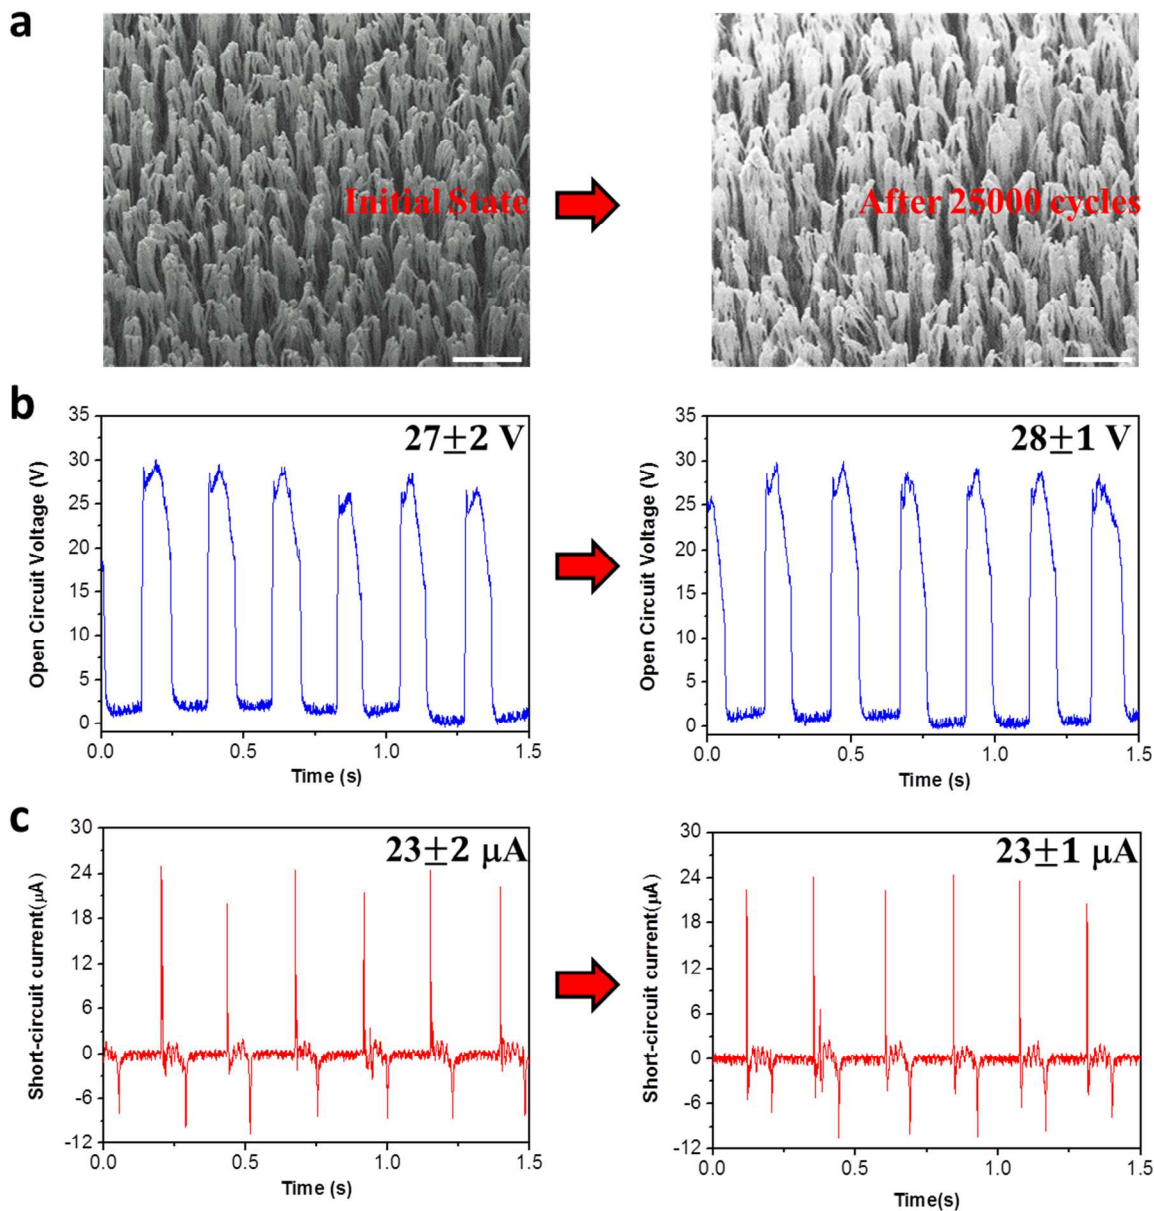 a
Initial State
After 25000 cycles
b
35
30
25
20
15
10
5
0
Open Circuit Voltage (V)
27±2 V
0.0 0.5 1.0 1.5
Time (s)
35
30
25
20
15
10
5
0
Open Circuit Voltage (V)
28±1 V
0.0 0.5 1.0 1.5
Time (s)
c
30
24
18
12
6
0
-6
-12
Short-circuit current(μA)
23±2 μA
0.0 0.5 1.0 1.5
Time (s)
30
24
18
12
6
0
-6
-12
Short-circuit current(μA)
23±1 μA
0.0 0.5 1.0 1.5
Time(s)